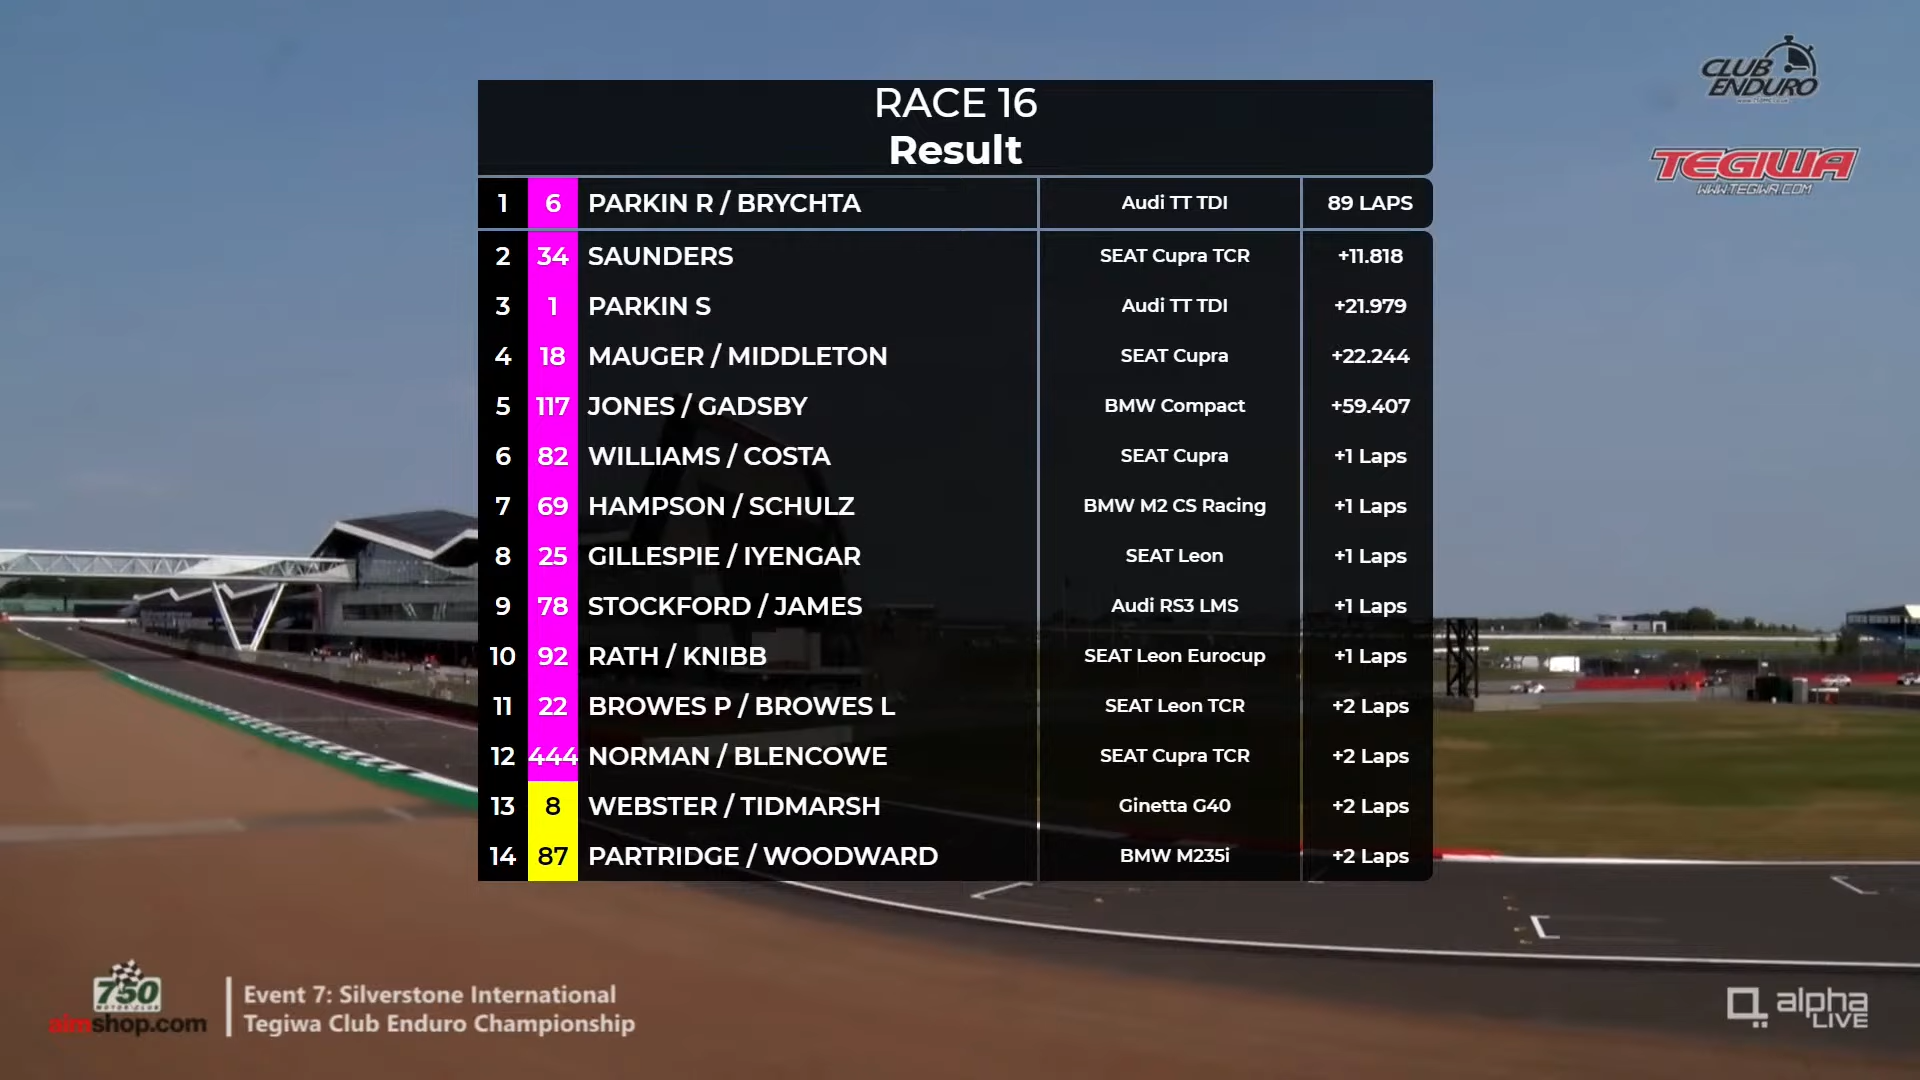 CLUB
ENDURO
TEGIWA
WWW.TEGIWA.COM
RACE 16
Result
1 6 PARKIN R / BRYCHTA Audi TT TDI 89 LAPS
2 34 SAUNDERS SEAT Cupra TCR +11.818
3 1 PARKIN S Audi TT TDI +21.979
4 18 MAUGER / MIDDLETON SEAT Cupra +22.244
5 117 JONES / GADSBY BMW Compact +59.407
6 82 WILLIAMS / COSTA SEAT Cupra +1 Laps
7 69 HAMPSON / SCHULZ BMW M2 CS Racing +1 Laps
8 25 GILLESPIE / IYENGAR SEAT Leon +1 Laps
9 78 STOCKFORD / JAMES Audi RS3 LMS +1 Laps
10 92 RATH / KNIBB SEAT Leon Eurocup +1 Laps
11 22 BROWES P / BROWES L SEAT Leon TCR +2 Laps
12 444 NORMAN / BLENCOWE SEAT Cupra TCR +2 Laps
13 8 WEBSTER / TIDMARSH Ginetta G40 +2 Laps
14 87 PARTRIDGE / WOODWARD BMW M235i +2 Laps
750
MOTOR CLUB
aimshop.com
Event 7: Silverstone International
Tegiwa Club Enduro Championship
alpha
LIVE